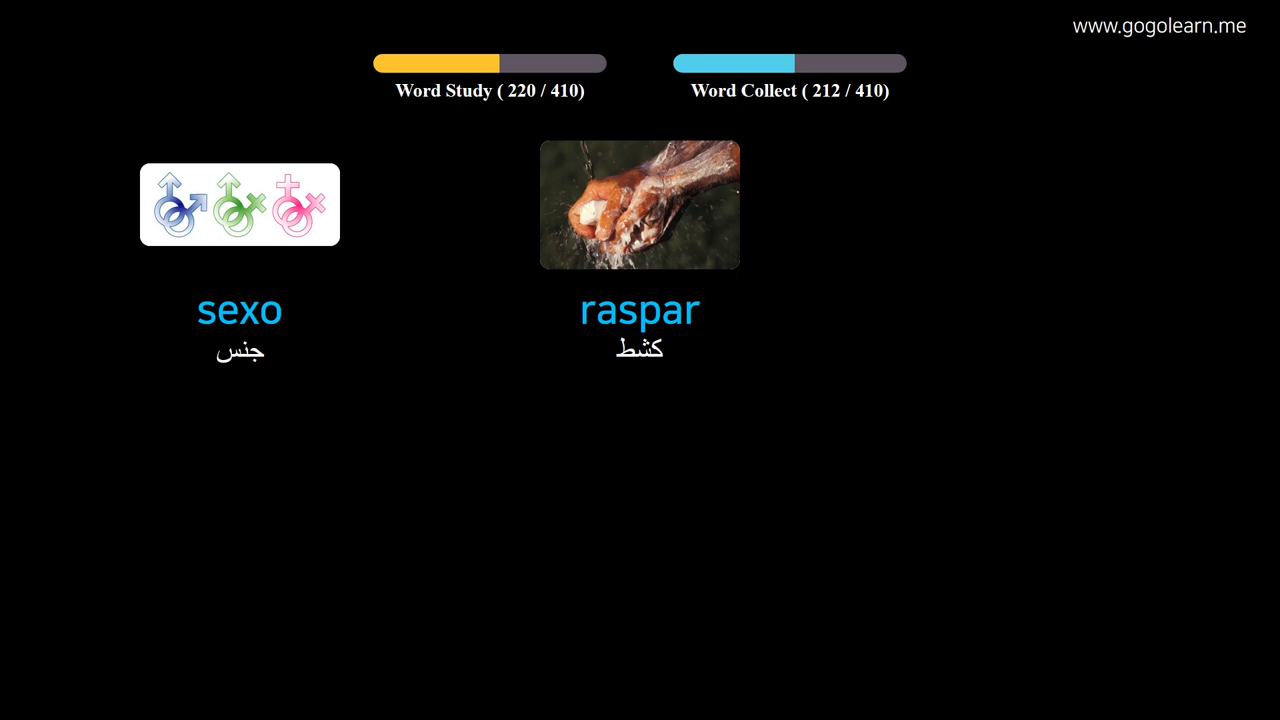 www.gogolearn.me
Word Study ( 220 / 410)
Word Collect ( 212 / 410)
sexo
جنس
raspar
كشط